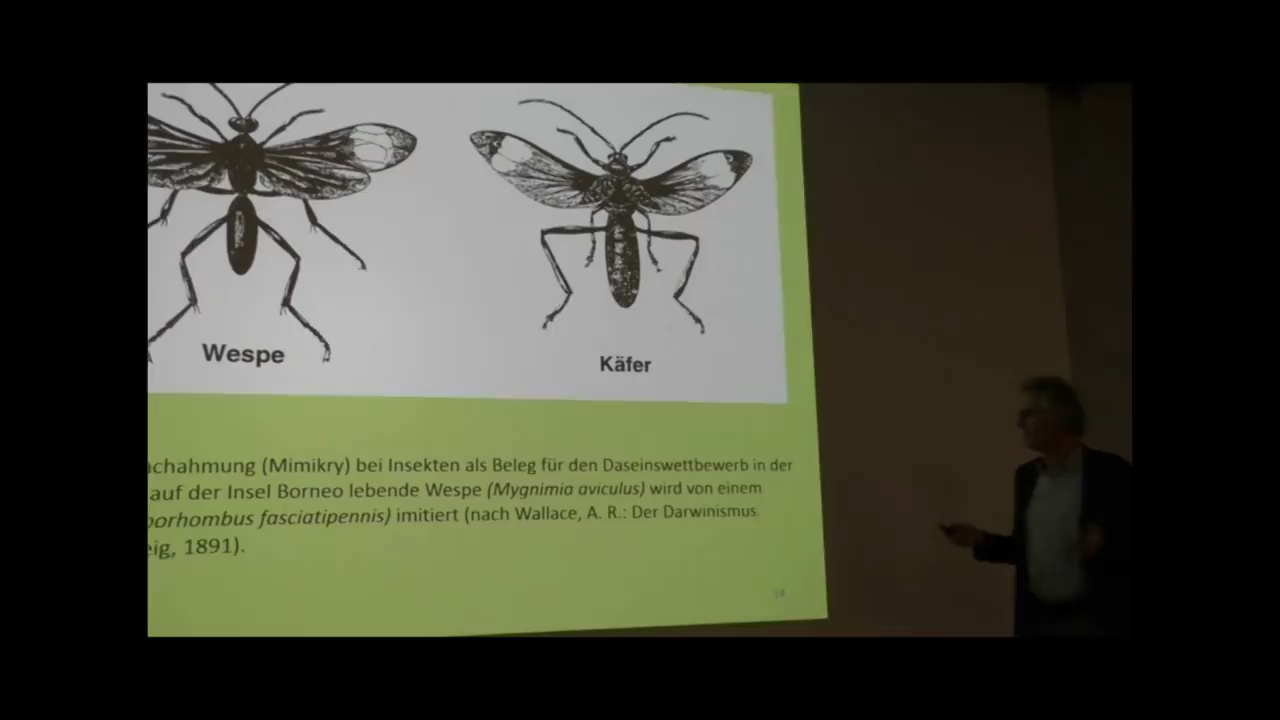 Wespe
Käfer
achahmung (Mimikry) bei Insekten als Beleg für den Daseinswettbewerb in der
auf der Insel Borneo lebende Wespe (Mygnimia aviculus) wird von einem
oorhombus fasciatipennis) imitiert (nach Wallace, A. R.: Der Darwinismus.
eig, 1891).